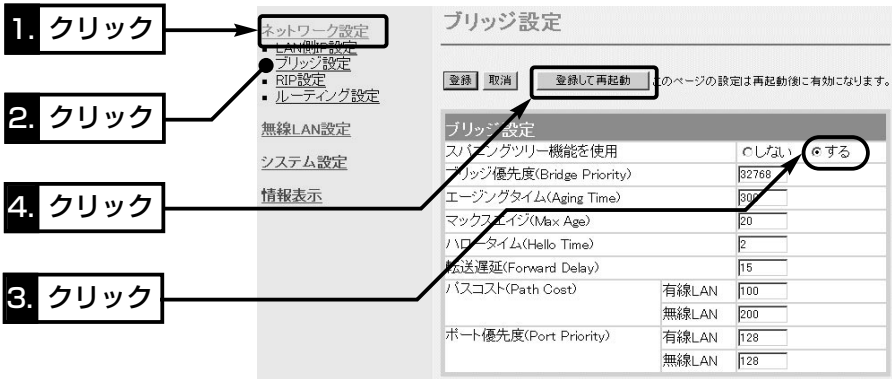 1. クリック
2. クリック
4. クリック
3. クリック
ネットワーク設定
LAN側IP設定
ブリッジ設定
RIP設定
ルーティング設定
無線LAN設定
システム設定
情報表示
ブリッジ設定
登録 取消 登録して再起動 このページの設定は再起動後に有効になります。
ブリッジ設定
スパニングツリー機能を使用 しない する
ブリッジ優先度(Bridge Priority) 32768
エージングタイム(Aging Time) 300
マックスエイジ(Max Age) 20
ハロータイム(Hello Time) 2
転送遅延(Forward Delay) 15
パスコスト(Path Cost) 有線LAN 100
無線LAN 200
ポート優先度(Port Priority) 有線LAN 128
無線LAN 128